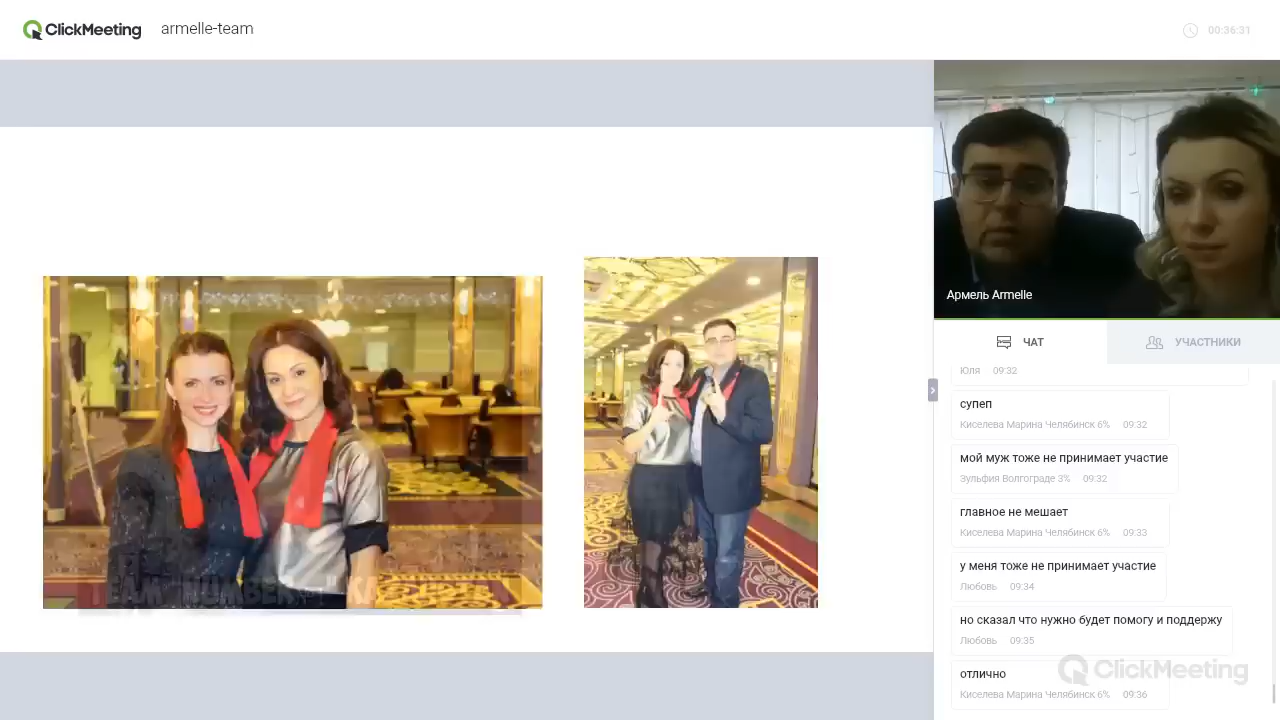 ClickMeeting armelle-team
00:36:31
Армель Armelle
ЧАТ
УЧАСТНИКИ
Юля 09:32
супеп
Киселева Марина Челябинск 6% 09:32
мой муж тоже не принимает участие
Зульфия Волгограде 3% 09:32
главное не мешает
Киселева Марина Челябинск 6% 09:33
у меня тоже не принимает участие
Любовь 09:34
но сказал что нужно будет помогу и поддержу
Любовь 09:35
отлично
Киселева Марина Челябинск 6% 09:36
ClickMeeting
TEAM